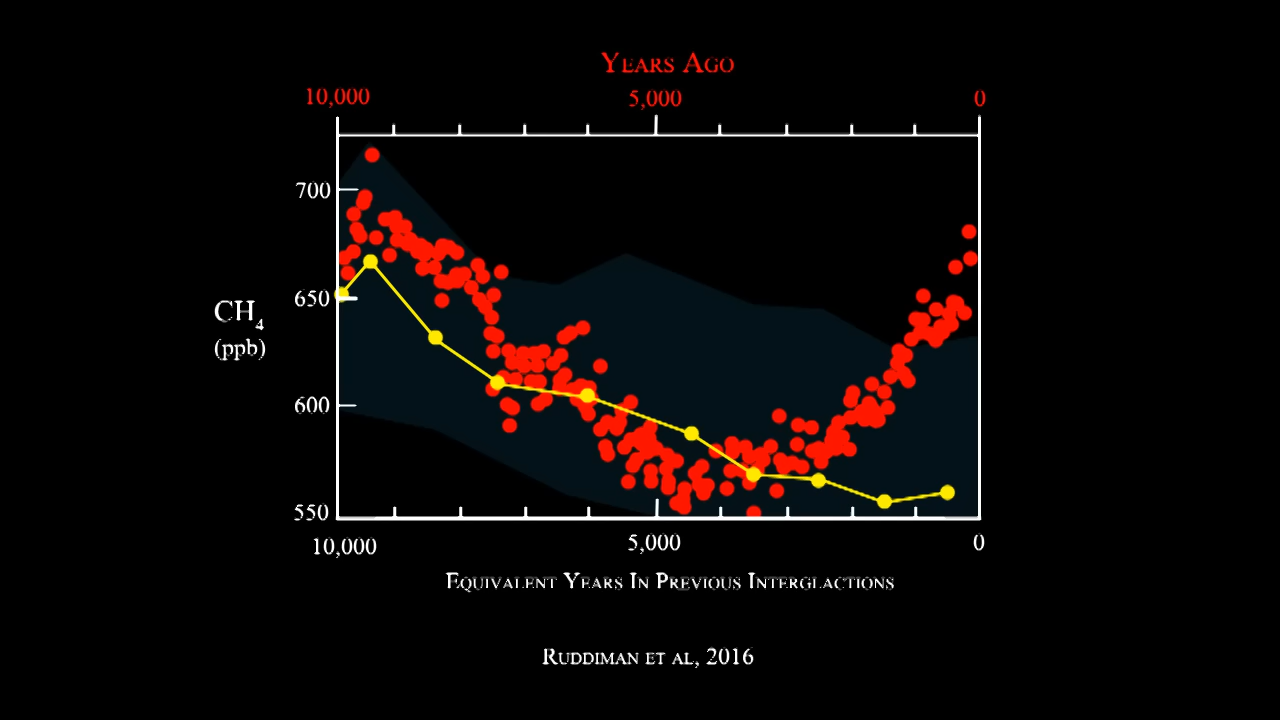 Years Ago
10,000 5,000 0
700
650
CH4
(ppb)
600
550
10,000 5,000 0
Equivalent Years In Previous Interglactions
Ruddiman et al, 2016